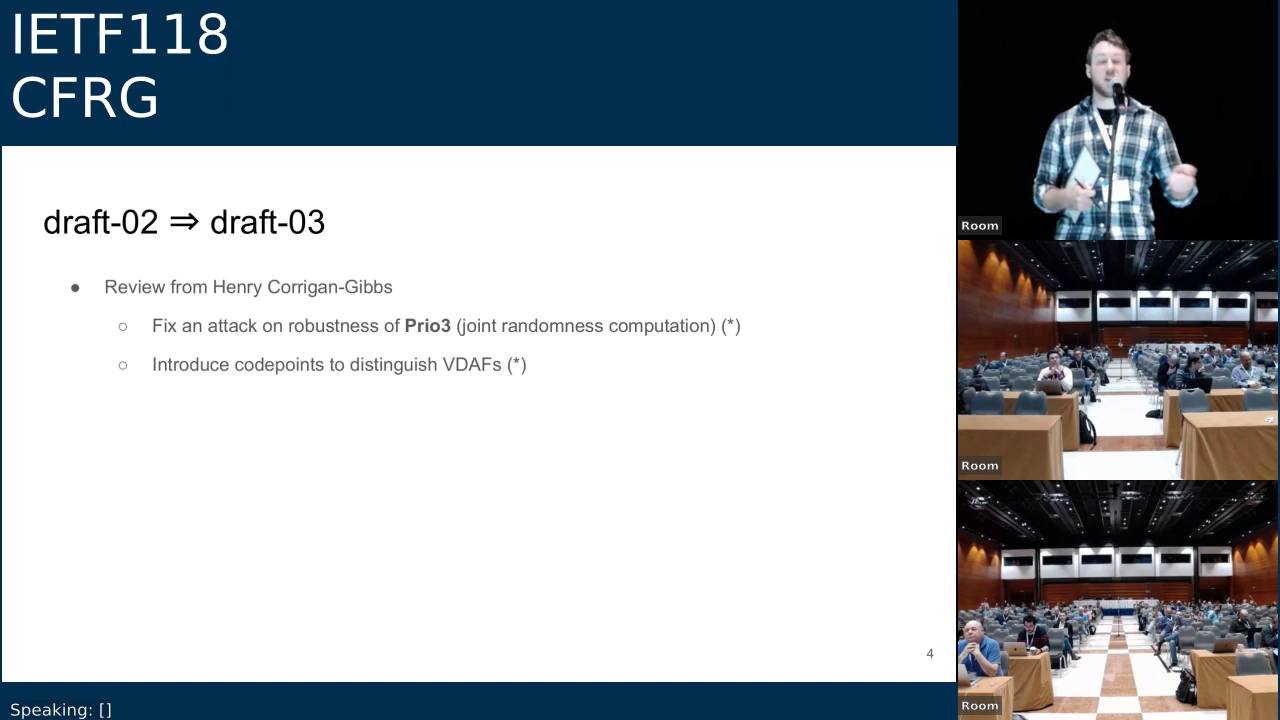 IETF118
CFRG
draft-02 ⇒ draft-03
● Review from Henry Corrigan-Gibbs
○ Fix an attack on robustness of Prio3 (joint randomness computation) (*)
○ Introduce codepoints to distinguish VDAFs (*)
4
Speaking: []
Room
Room
Room